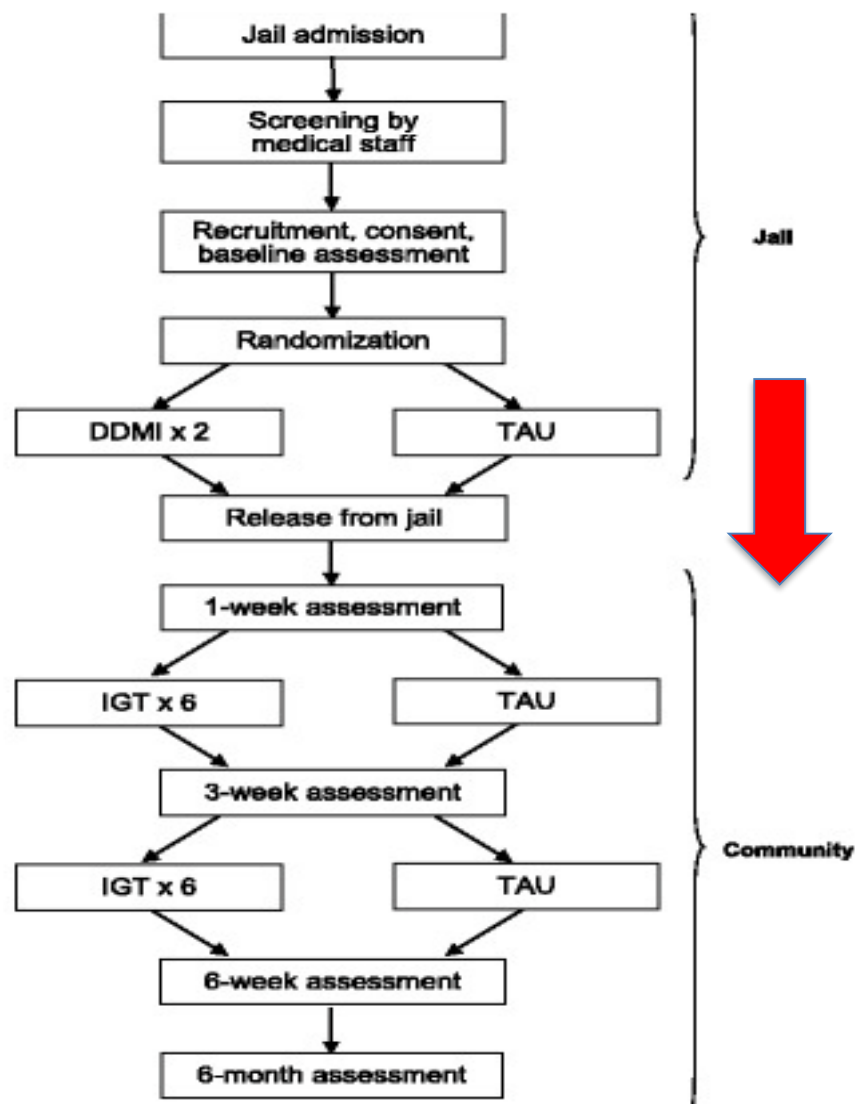 Jail admission
Screening by
medical staff
Recruitment, consent,
baseline assessment
Jail
Randomization
DDMI x 2
TAU
Release from jail
1-week assessment
IGT x 6
TAU
3-week assessment
Community
IGT x 6
TAU
6-week assessment
6-month assessment